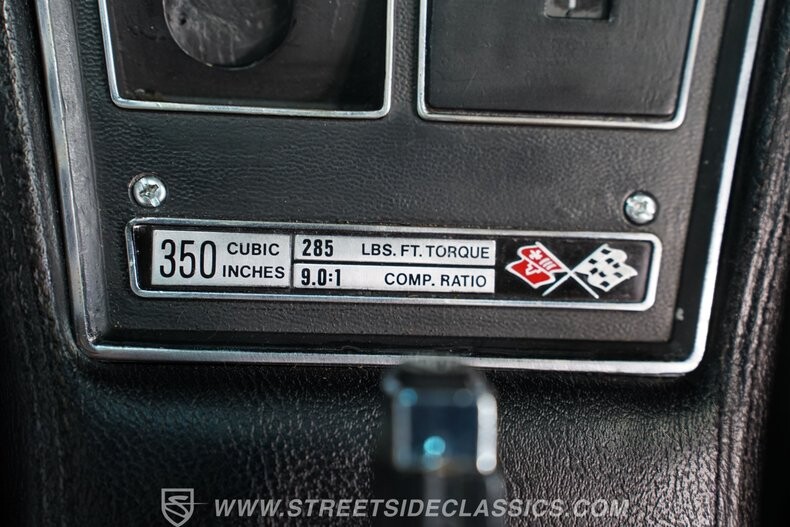 350 CUBIC INCHES
285 LBS. FT. TORQUE
9.0:1 COMP. RATIO
WWW.STREETSIDECLASSICS.COM